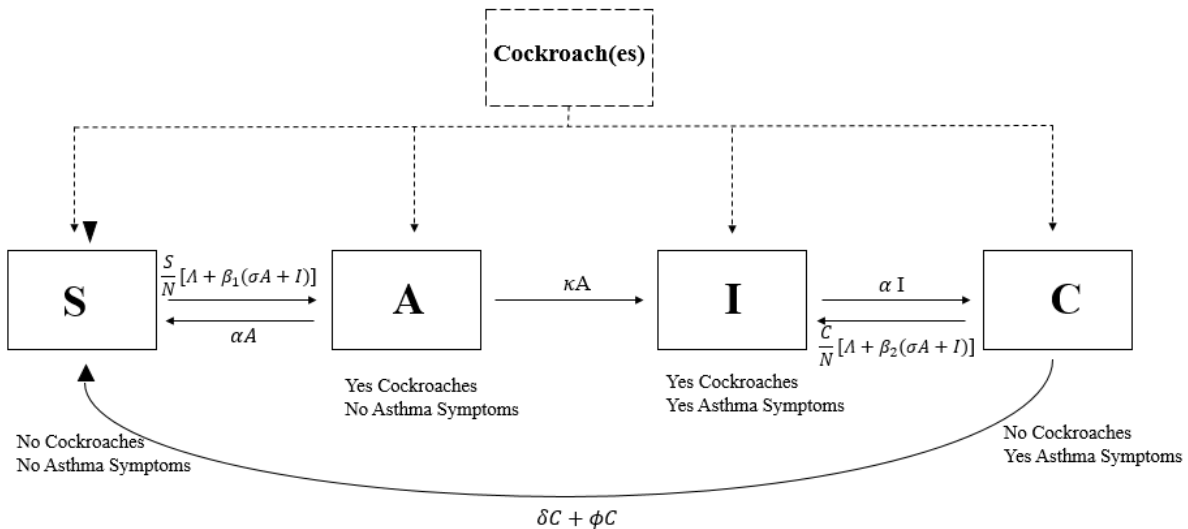 Cockroach(es)
S
A
I
C
S/N [Λ + β₁(σA + I)]
αA
κA
α I
C/N [Λ + β₂(σA + I)]
No Cockroaches
No Asthma Symptoms
Yes Cockroaches
No Asthma Symptoms
Yes Cockroaches
Yes Asthma Symptoms
No Cockroaches
Yes Asthma Symptoms
δC + ϕC